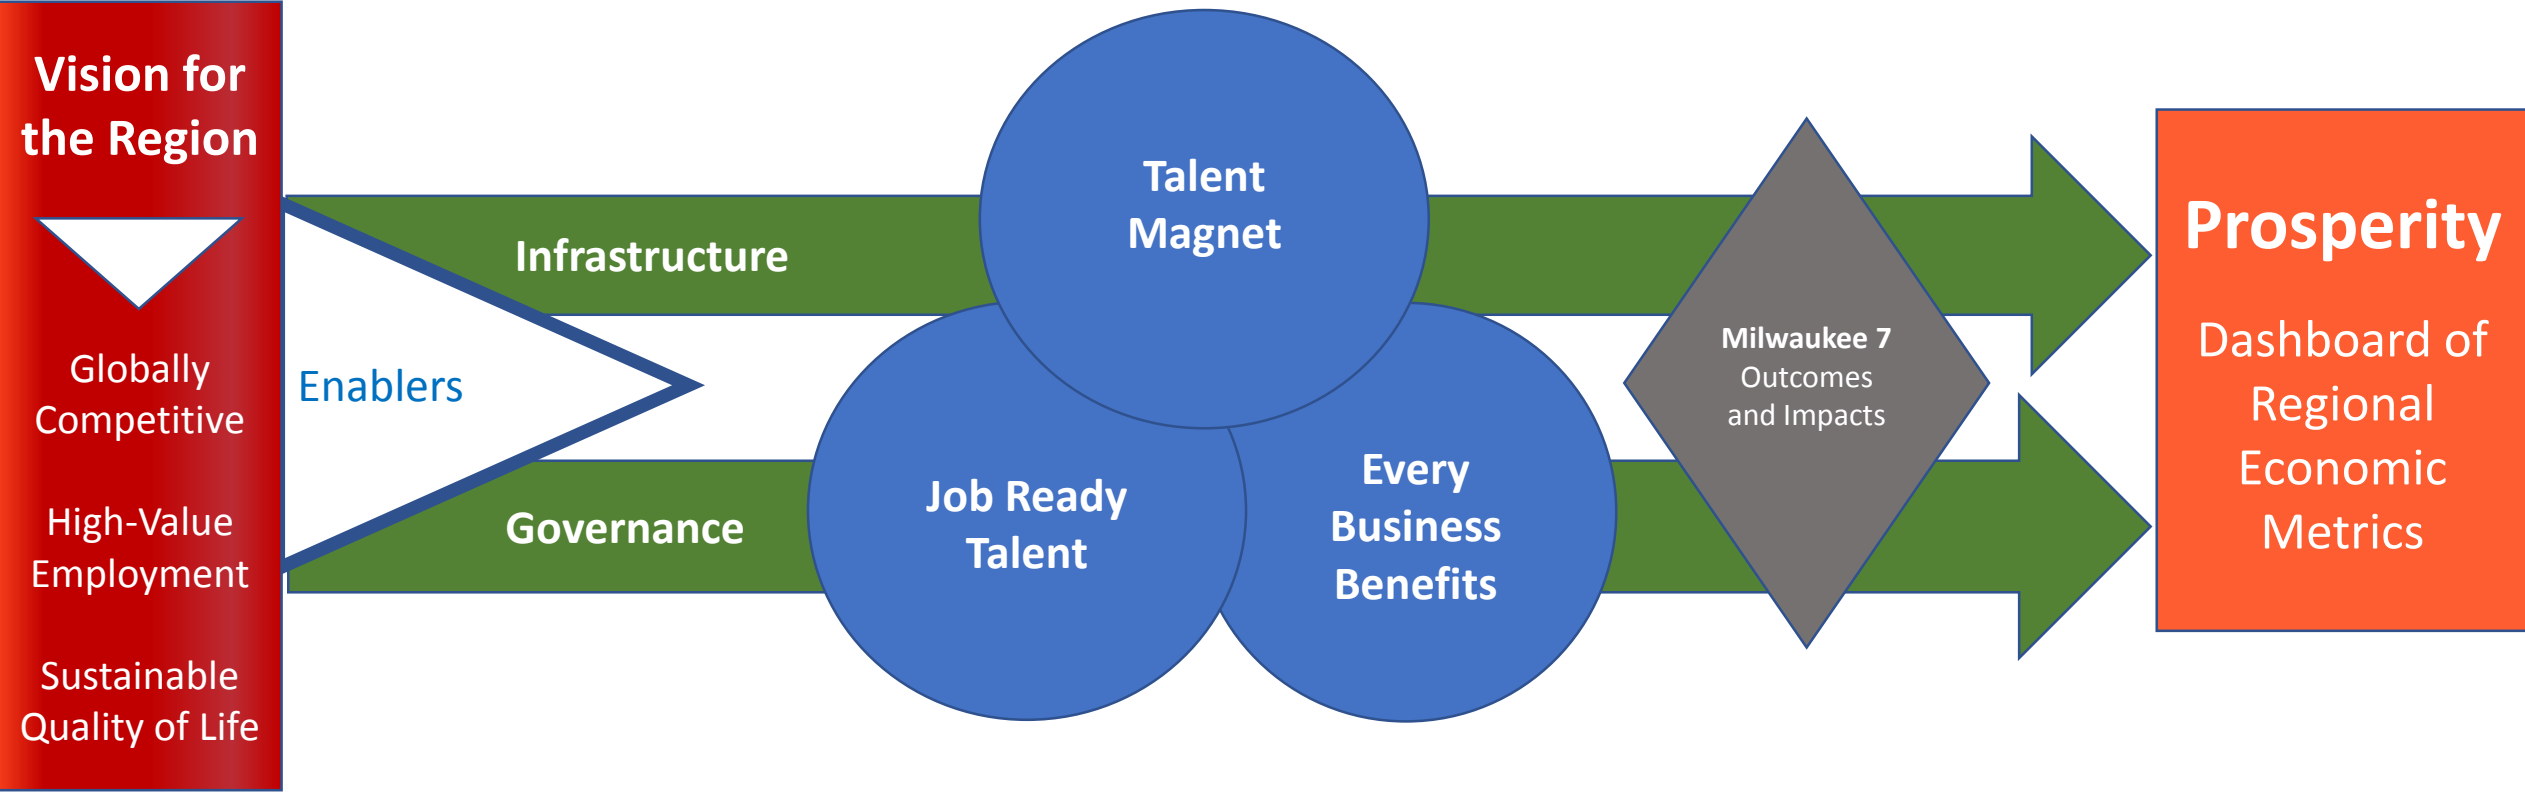 Vision for
the Region
Globally
Competitive
High-Value
Employment
Sustainable
Quality of Life
Enablers
Infrastructure
Governance
Talent
Magnet
Job Ready
Talent
Every
Business
Benefits
Milwaukee 7
Outcomes
and Impacts
Prosperity
Dashboard of
Regional
Economic
Metrics